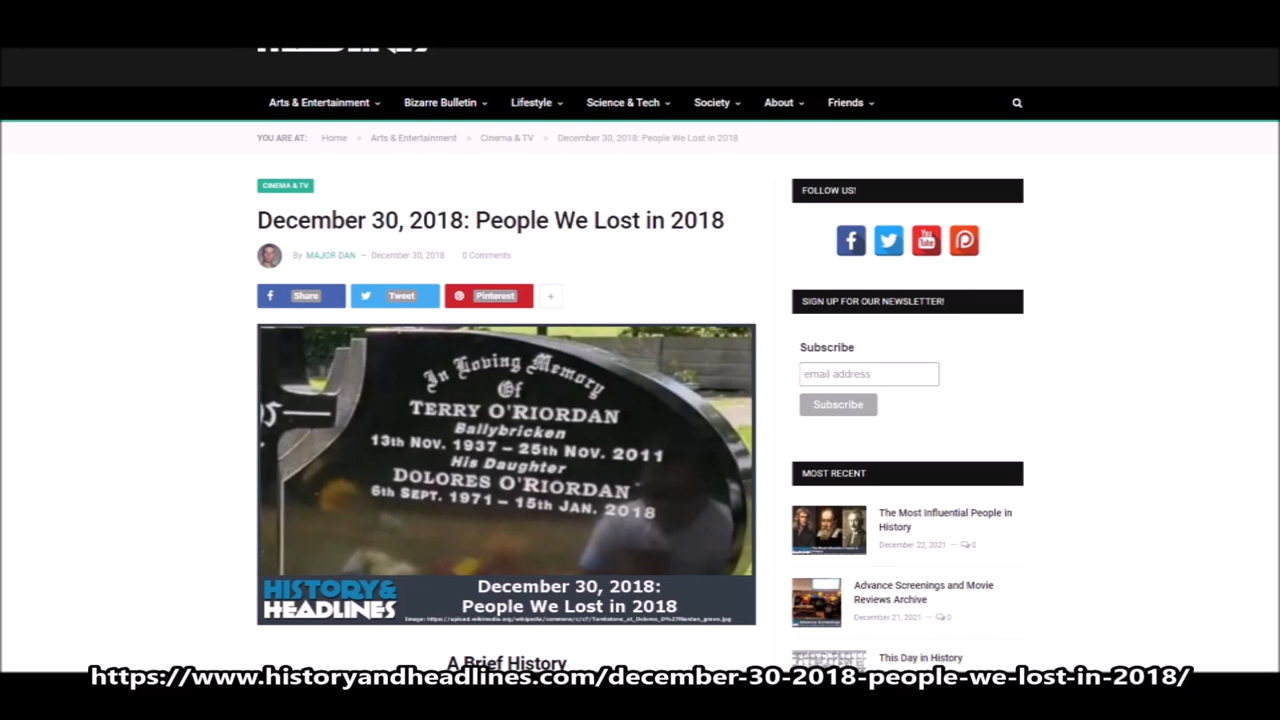 Arts & Entertainment
Bizarre Bulletin
Lifestyle
Science & Tech
Society
About
Friends
YOU ARE AT: Home » Arts & Entertainment » Cinema & TV » December 30, 2018: People We Lost in 2018
CINEMA & TV
December 30, 2018: People We Lost in 2018
By MAJOR DAN — December 30, 2018 0 Comments
Share
Tweet
Pinterest
+
In Loving Memory
Of
TERRY O'RIORDAN
Ballybricken
13th Nov. 1937 – 25th Nov. 2011
His Daughter
DOLORES O'RIORDAN
6th Sept. 1971 – 15th Jan. 2018
HISTORY &
HEADLINES
December 30, 2018:
People We Lost in 2018
A Brief History
FOLLOW US!
You
Tube
SIGN UP FOR OUR NEWSLETTER!
Subscribe
email address
Subscribe
MOST RECENT
The Most Influential People in
History
December 22, 2021 — 0
Advance Screenings and Movie
Reviews Archive
December 21, 2021 — 0
This Day in History
https://www.historyandheadlines.com/december-30-2018-people-we-lost-in-2018/